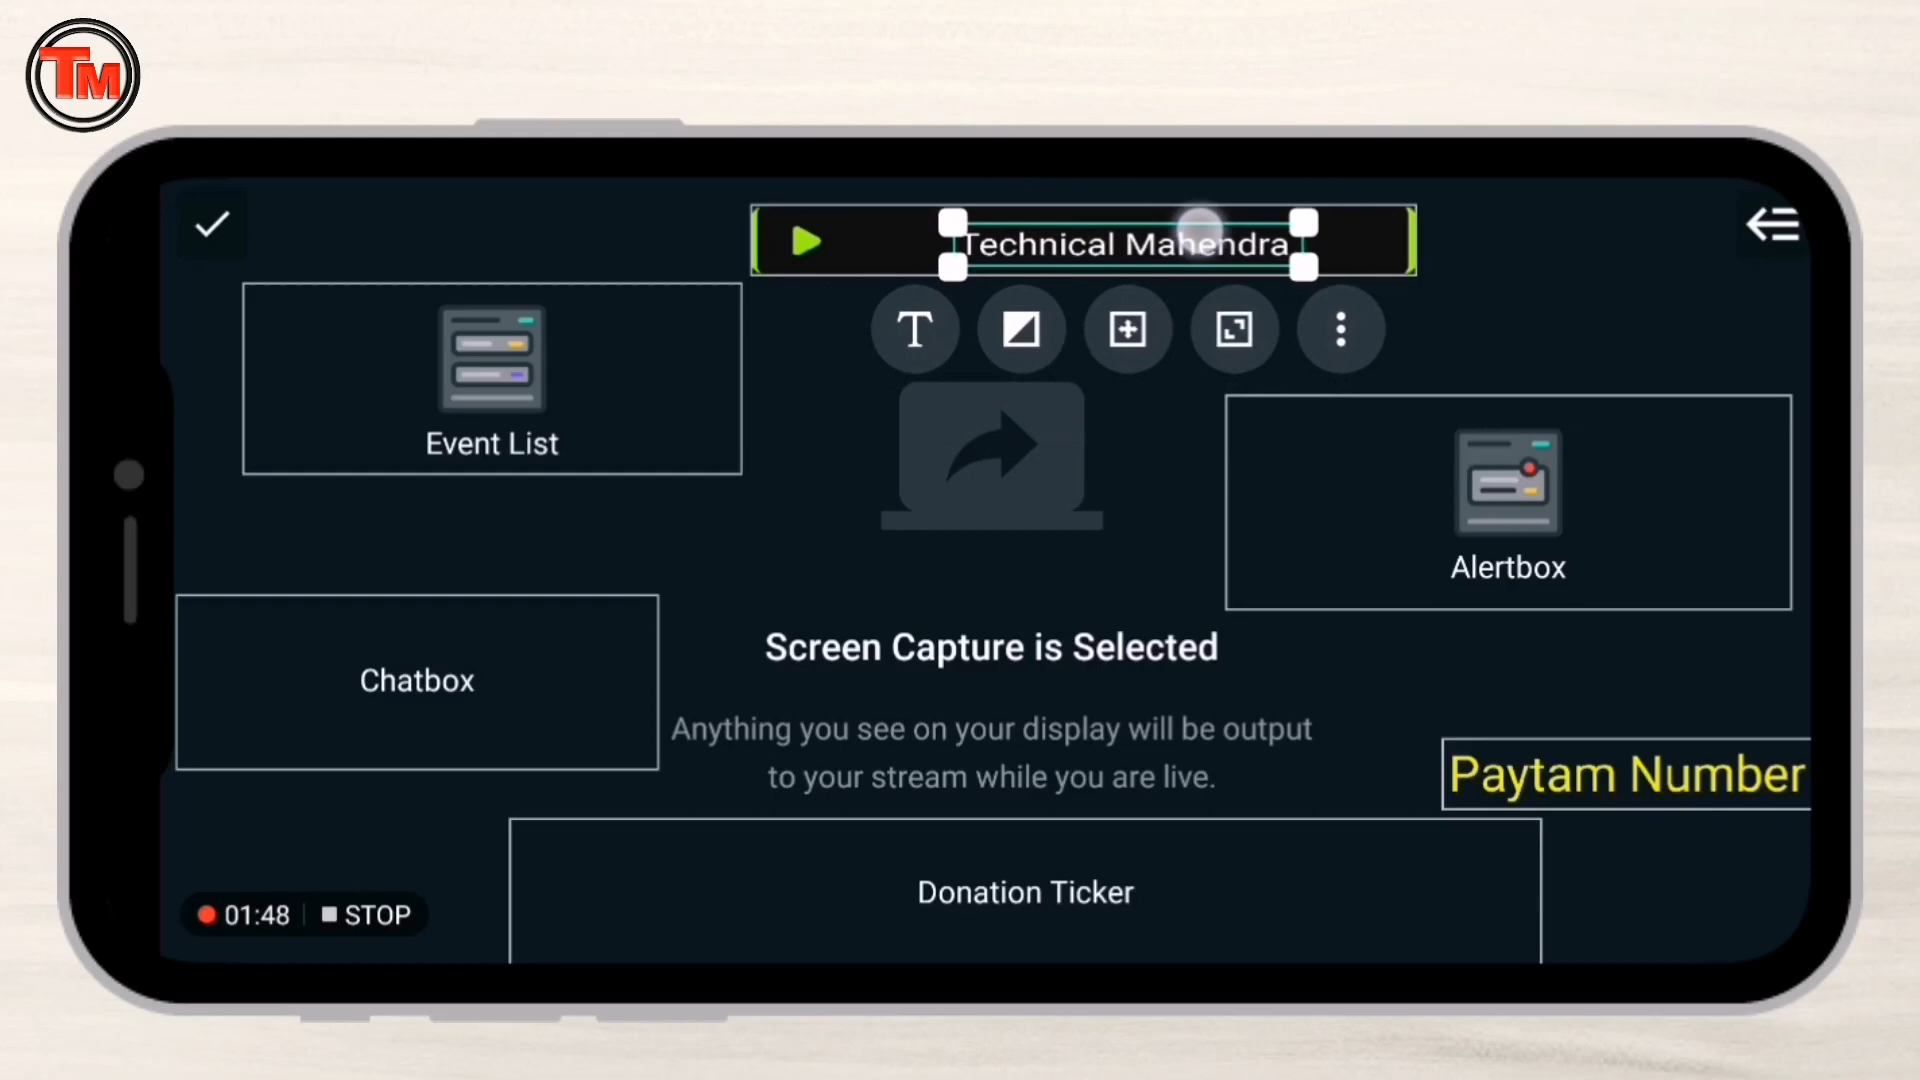 TM
Technical Mahendra
T
Event List
Alertbox
Screen Capture is Selected
Chatbox
Anything you see on your display will be output
to your stream while you are live.
Paytam Number
Donation Ticker
01:48 STOP